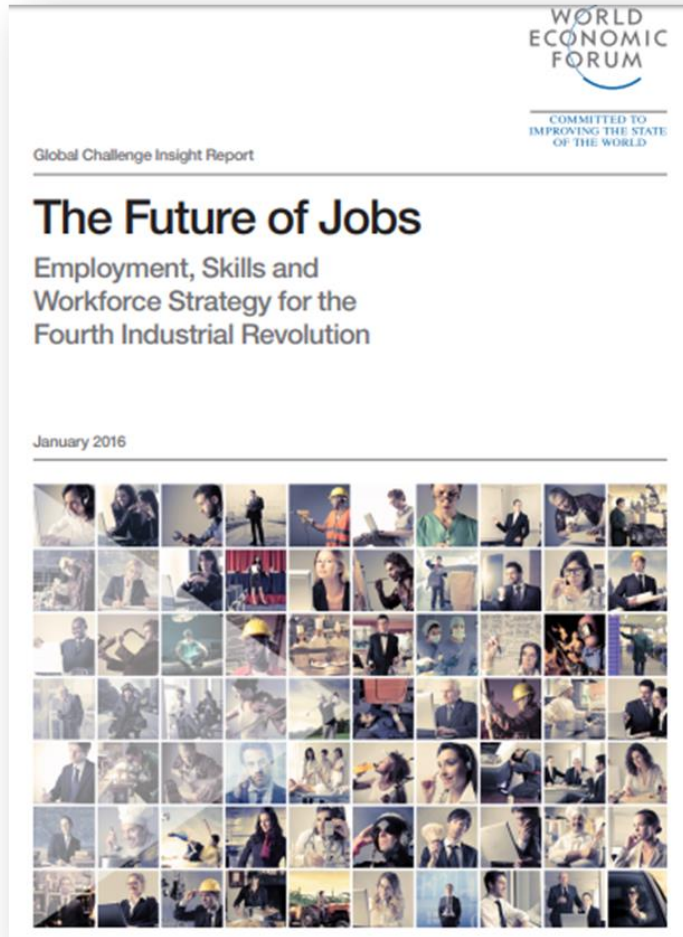 WORLD
ECONOMIC
FORUM
COMMITTED TO
IMPROVING THE STATE
OF THE WORLD
Global Challenge Insight Report
The Future of Jobs
Employment, Skills and
Workforce Strategy for the
Fourth Industrial Revolution
January 2016